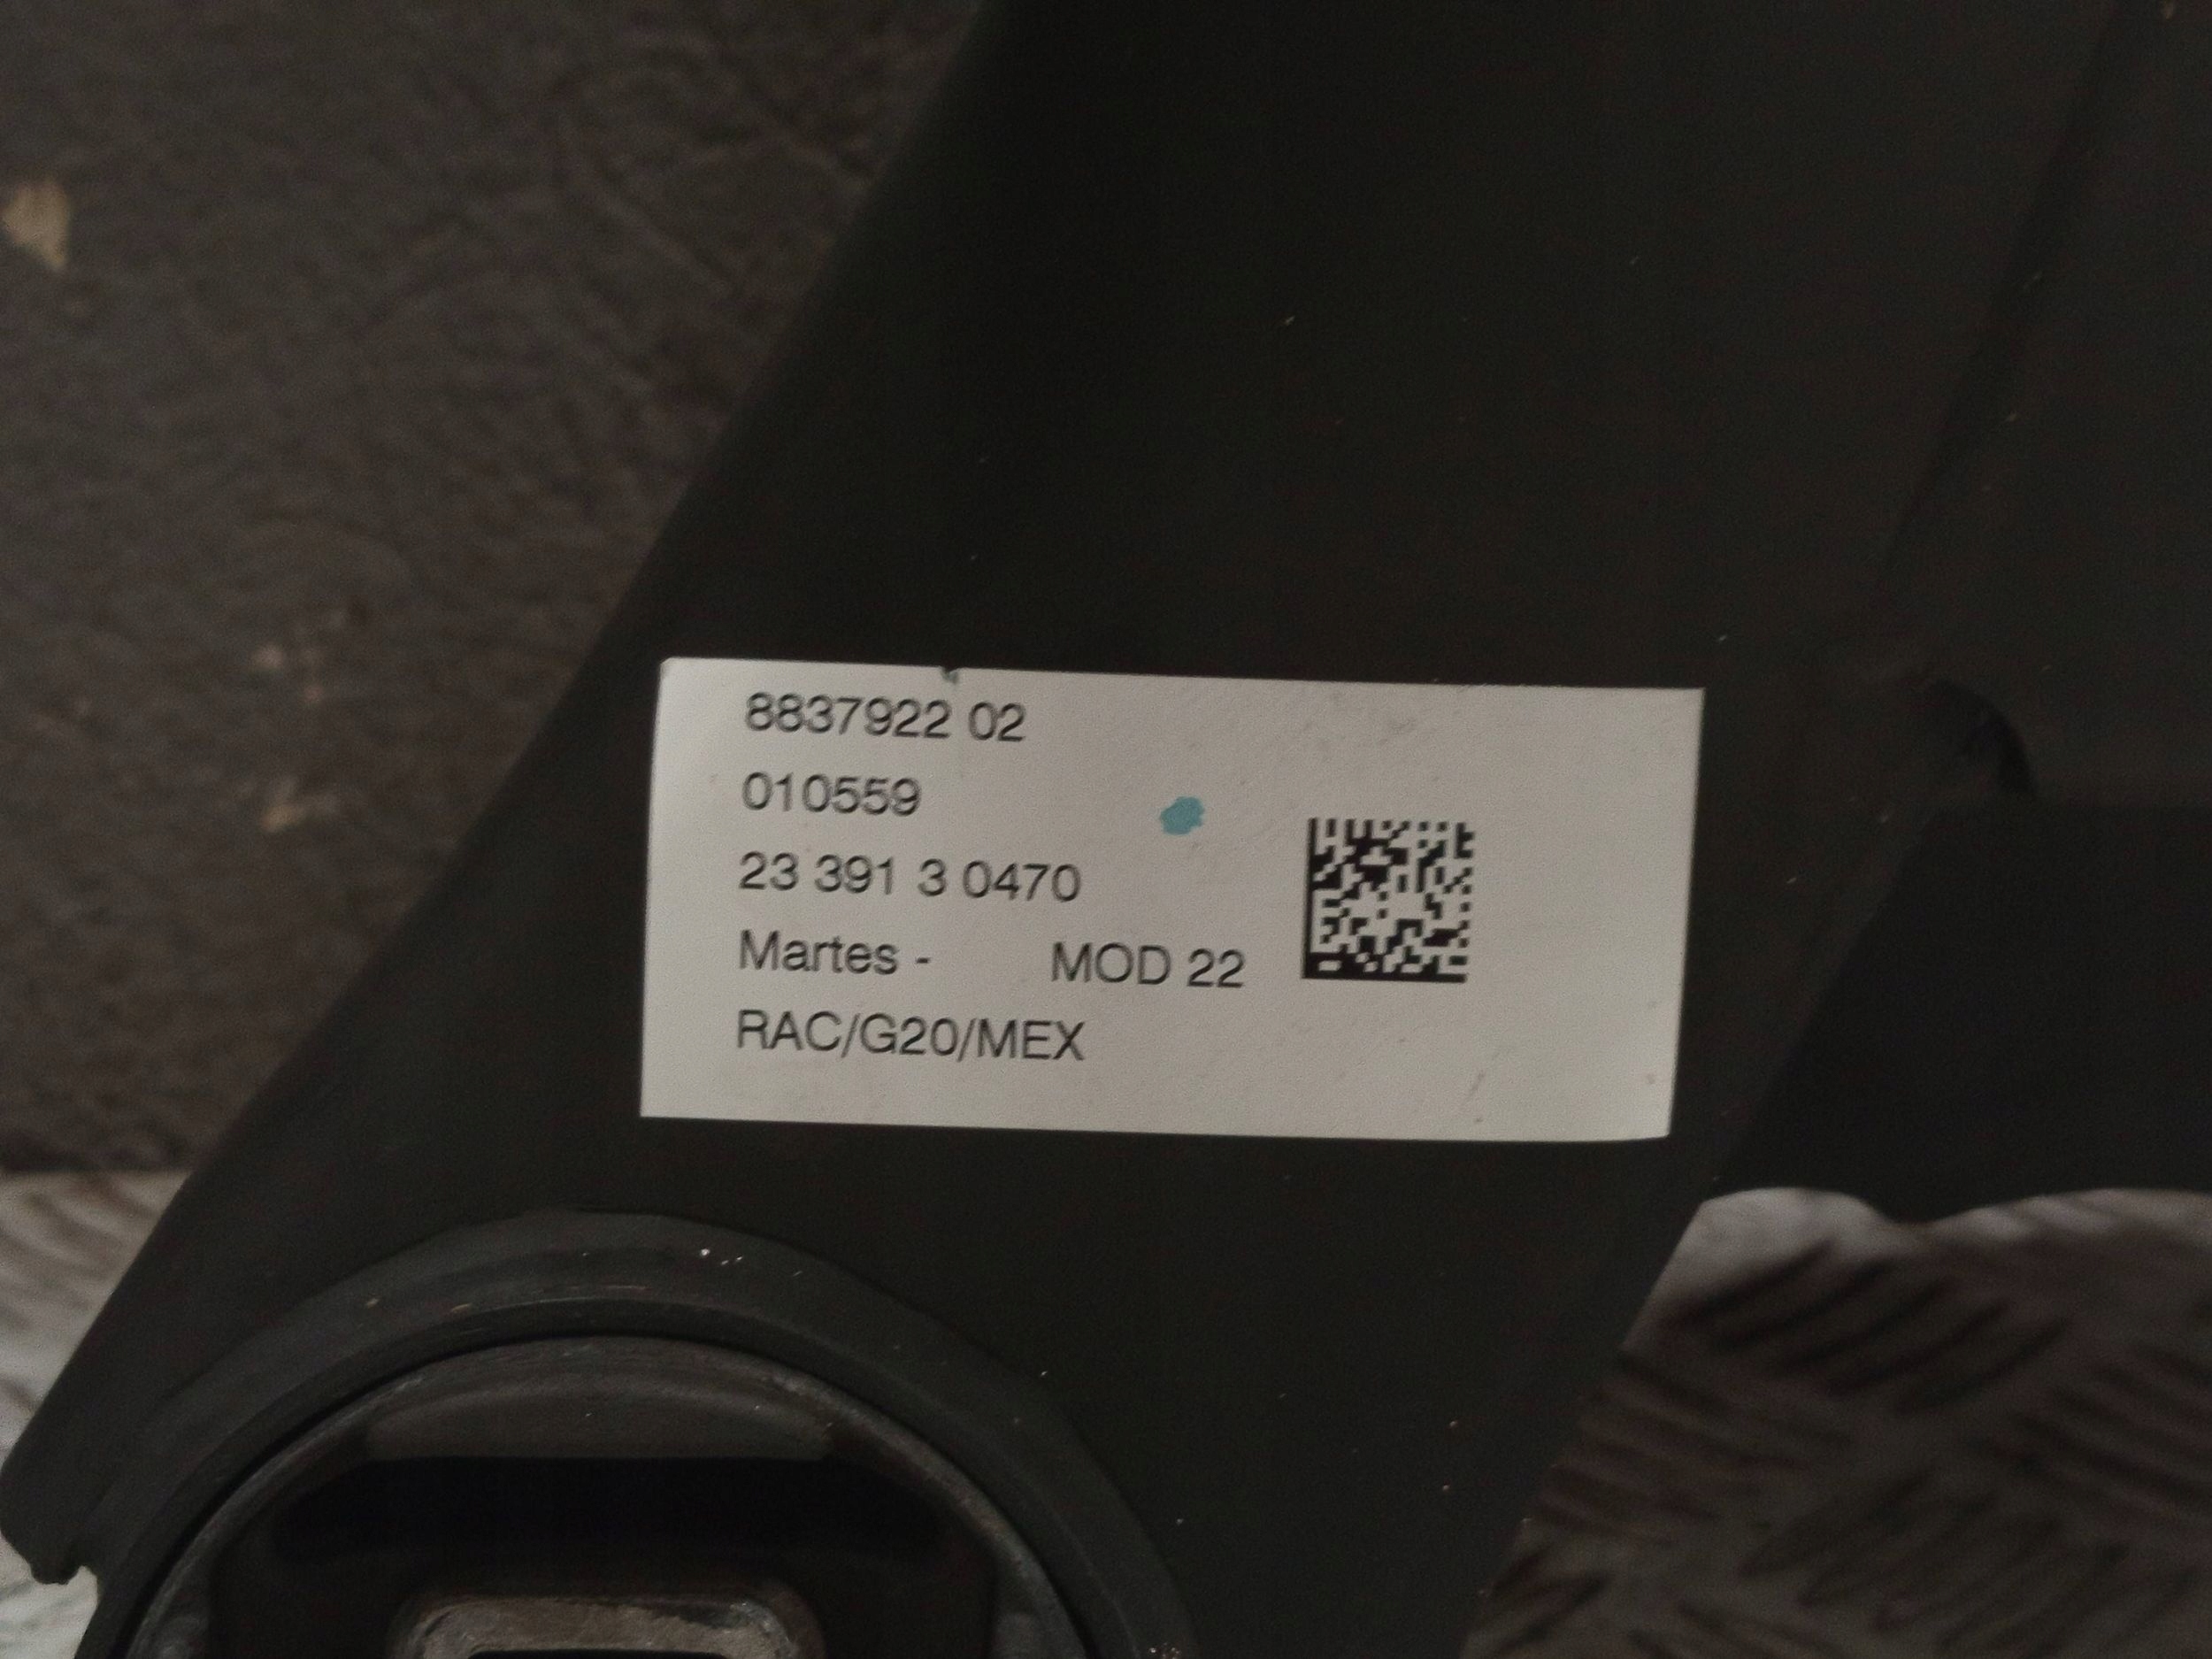 8837922 02
010559
23 391 3 0470
Martes - MOD 22
RAC/G20/MEX